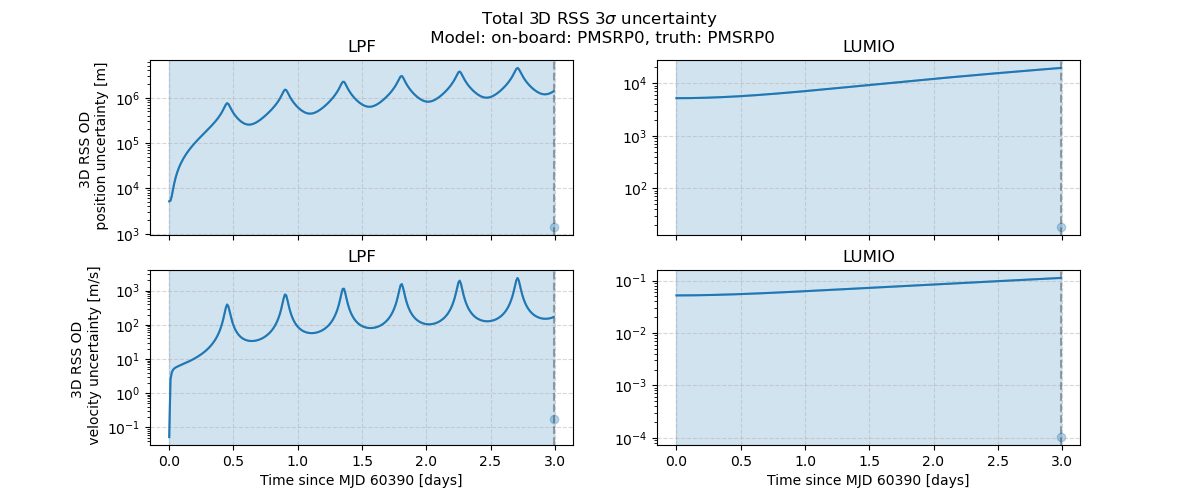 Total 3D RSS 3σ uncertainty
Model: on-board: PMSRP0, truth: PMSRP0
LPF
LUMIO
3D RSS OD
position uncertainty [m]
10^6
10^5
10^4
10^3
10^4
10^3
10^2
LPF
LUMIO
3D RSS OD
velocity uncertainty [m/s]
10^3
10^2
10^1
10^0
10^−1
10^−1
10^−2
10^−3
10^−4
0.0 0.5 1.0 1.5 2.0 2.5 3.0
0.0 0.5 1.0 1.5 2.0 2.5 3.0
Time since MJD 60390 [days]
Time since MJD 60390 [days]